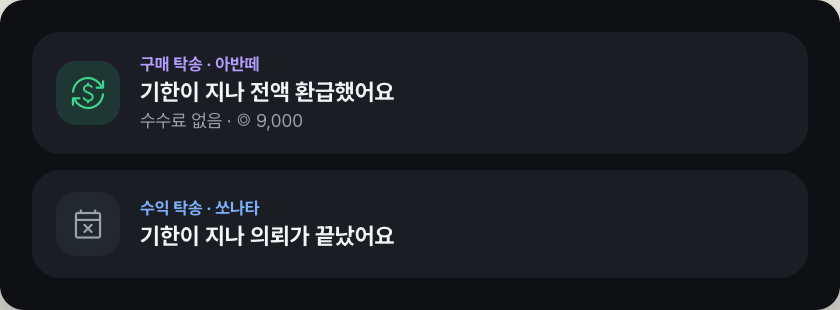 구매 탁송 · 아반떼
기한이 지나 전액 환급했어요
수수료 없음 · ◎ 9,000
수익 탁송 · 쏘나타
기한이 지나 의뢰가 끝났어요